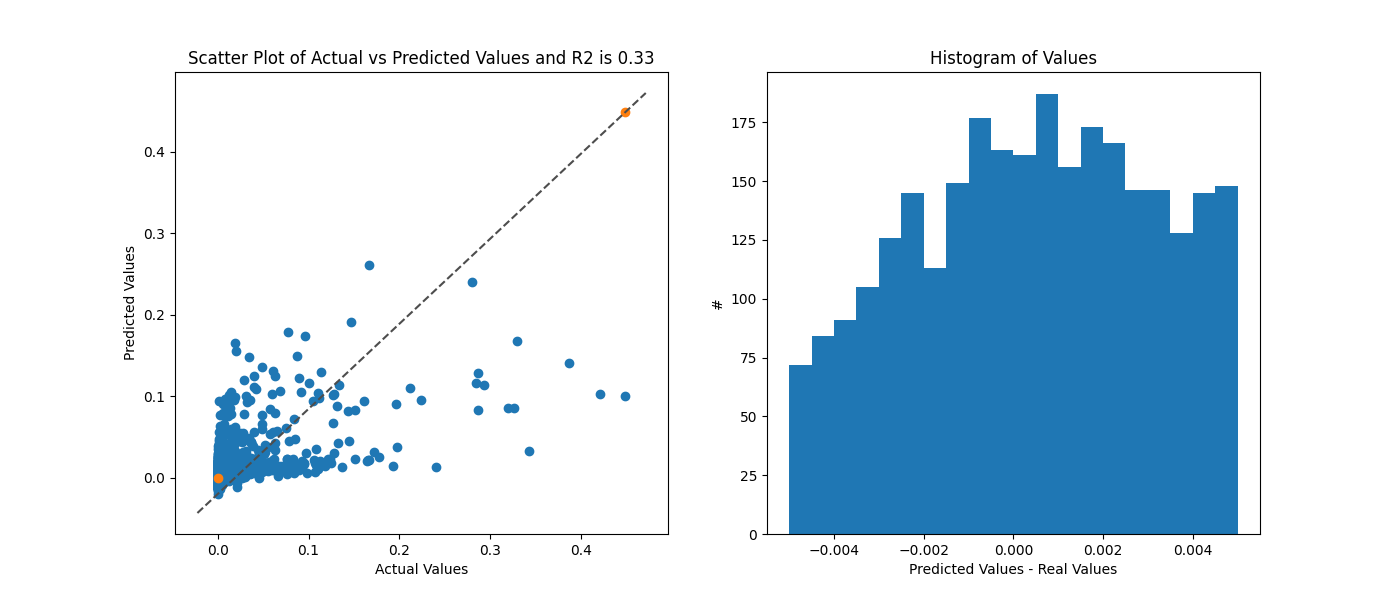 Scatter Plot of Actual vs Predicted Values and R2 is 0.33
Predicted Values
0.4
0.3
0.2
0.1
0.0
0.0 0.1 0.2 0.3 0.4
Actual Values
Histogram of Values
#
175
150
125
100
75
50
25
0
−0.004 −0.002 0.000 0.002 0.004
Predicted Values - Real Values